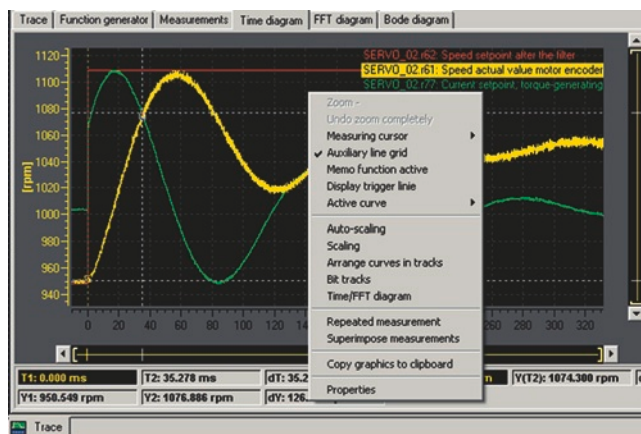 Trace Function generator Measurements Time diagram FFT diagram Bode diagram
SERVO_02.r62: Speed setpoint after the filter
SERVO_02.r61: Speed actual value motor encoder
SERVO_02.r77: Current setpoint, torque-generating
1120
1100
1080
1060
1040
1020
1000
980
960
940
[rpm]
Zoom -
Undo zoom completely
Measuring cursor
Auxiliary line grid
Memo function active
Display trigger linie
Active curve
Auto-scaling
Scaling
Arrange curves in tracks
Bit tracks
Time/FFT diagram
Repeated measurement
Superimpose measurements
Copy graphics to clipboard
Properties
0 20 40 60 80 100 120 260 280 300 320
T1: 0.000 ms T2: 35.278 ms dT: 35.2 Y(T2): 1074.300 rpm
Y1: 950.549 rpm Y2: 1076.886 rpm dY: 126.
Trace